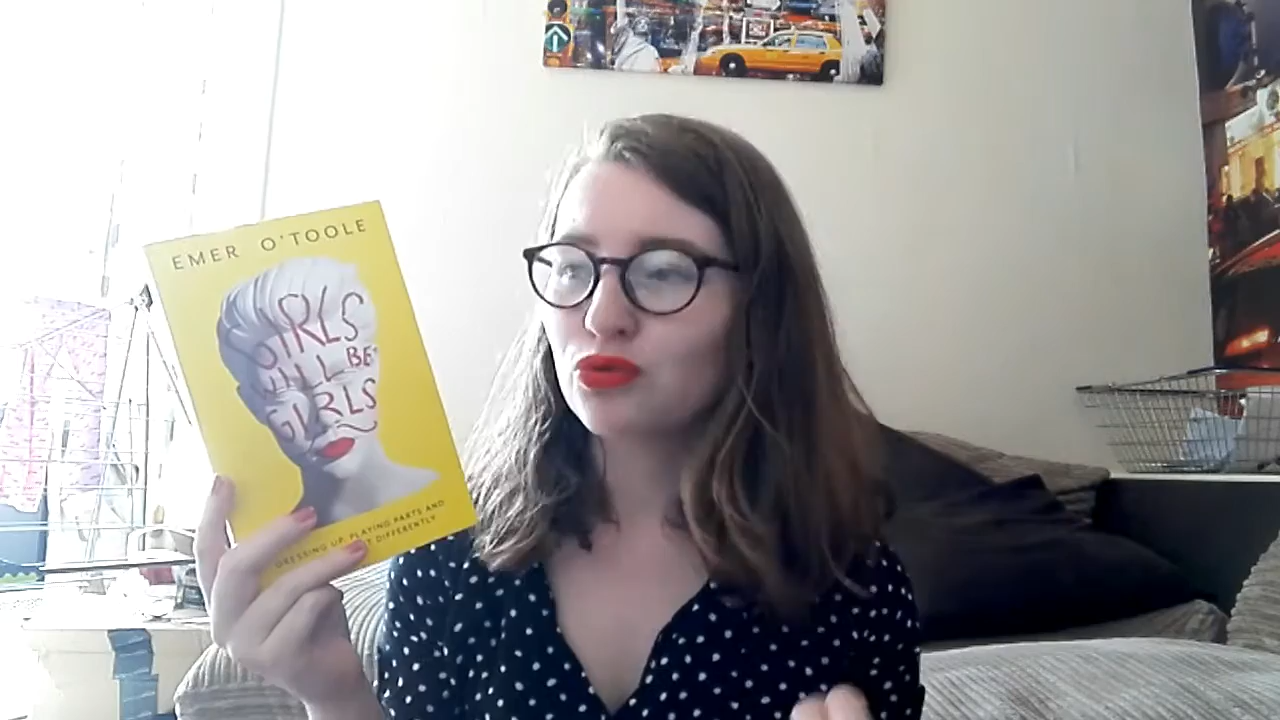 EMER O'TOOLE
GIRLS
WILL BE
GIRLS
DRESSING UP, PLAYING PARTS AND
DIFFERENTLY